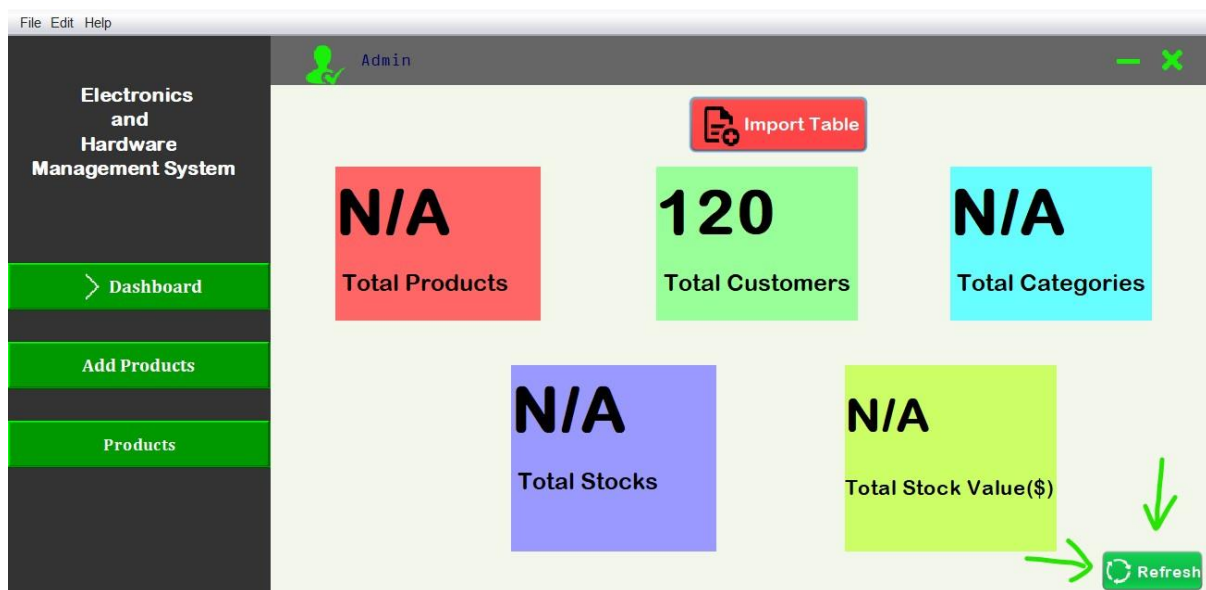 File Edit Help
Admin
Electronics
and
Hardware
Management System
Import Table
N/A
Total Products
120
Total Customers
N/A
Total Categories
Dashboard
Add Products
Products
N/A
Total Stocks
N/A
Total Stock Value($)
Refresh